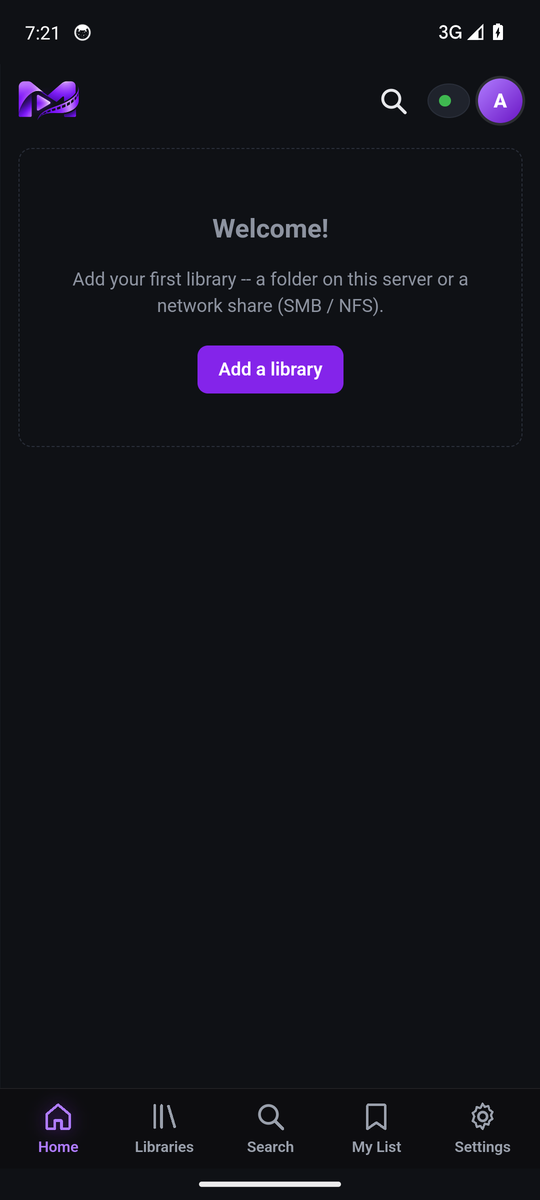 7:21
3G
A
Welcome!
Add your first library -- a folder on this server or a
network share (SMB / NFS).
Add a library
Home
Libraries
Search
My List
Settings